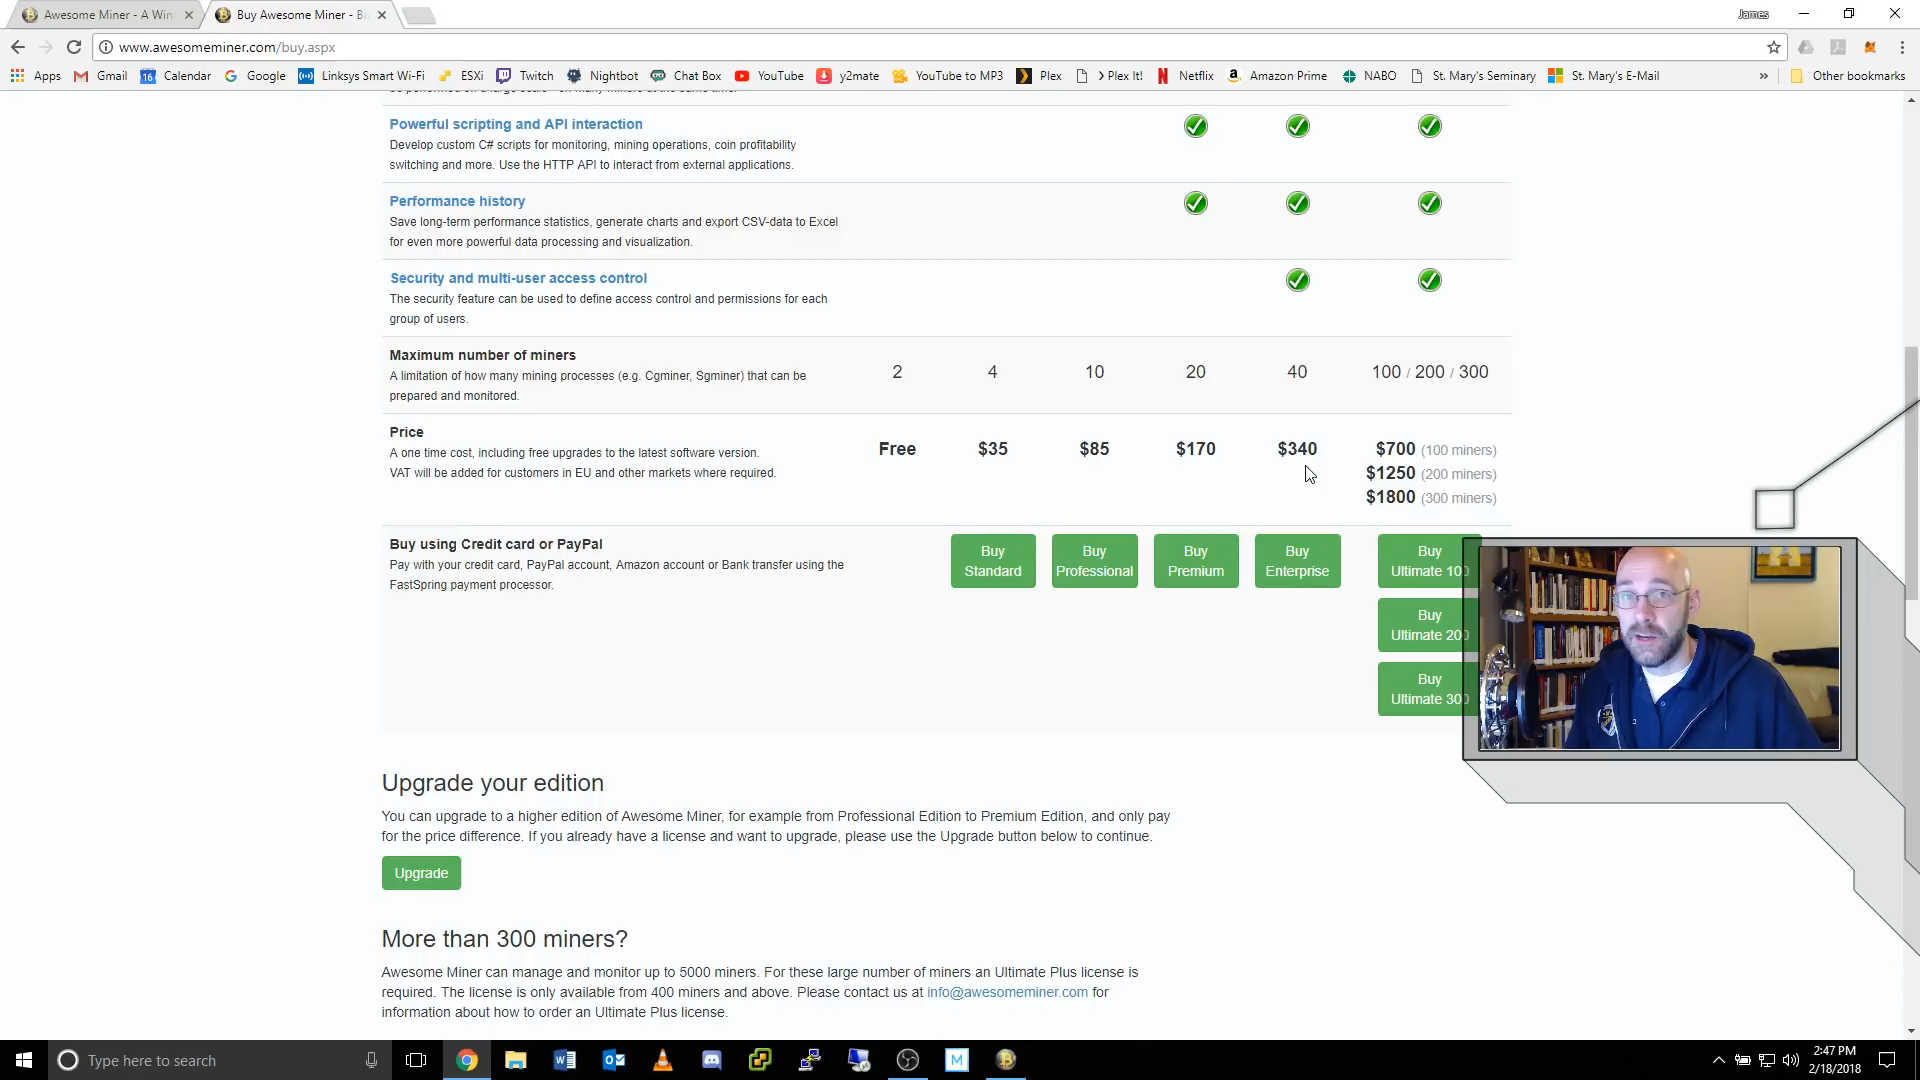 Awesome Miner - A Win
Buy Awesome Miner - Bi
James
www.awesomeminer.com/buy.aspx
Apps
Gmail
16
Calendar
Google
Linksys Smart Wi-Fi
ESXi
Twitch
Nightbot
Chat Box
YouTube
y2mate
YouTube to MP3
Plex
> Plex It!
Netflix
Amazon Prime
NABO
St. Mary's Seminary
St. Mary's E-Mail
»
Other bookmarks
Powerful scripting and API interaction
Develop custom C# scripts for monitoring, mining operations, coin profitability
switching and more. Use the HTTP API to interact from external applications.
Performance history
Save long-term performance statistics, generate charts and export CSV-data to Excel
for even more powerful data processing and visualization.
Security and multi-user access control
The security feature can be used to define access control and permissions for each
group of users.
Maximum number of miners
A limitation of how many mining processes (e.g. Cgminer, Sgminer) that can be
prepared and monitored.
2 4 10 20 40 100 / 200 / 300
Price
A one time cost, including free upgrades to the latest software version.
VAT will be added for customers in EU and other markets where required.
Free $35 $85 $170 $340 $700 (100 miners)
$1250 (200 miners)
$1800 (300 miners)
Buy using Credit card or PayPal
Pay with your credit card, PayPal account, Amazon account or Bank transfer using the
FastSpring payment processor.
Buy
Standard
Buy
Professional
Buy
Premium
Buy
Enterprise
Buy
Ultimate 100
Buy
Ultimate 200
Buy
Ultimate 300
Upgrade your edition
You can upgrade to a higher edition of Awesome Miner, for example from Professional Edition to Premium Edition, and only pay
for the price difference. If you already have a license and want to upgrade, please use the Upgrade button below to continue.
Upgrade
More than 300 miners?
Awesome Miner can manage and monitor up to 5000 miners. For these large number of miners an Ultimate Plus license is
required. The license is only available from 400 miners and above. Please contact us at info@awesomeminer.com for
information about how to order an Ultimate Plus license.
Type here to search
M
2:47 PM
2/18/2018